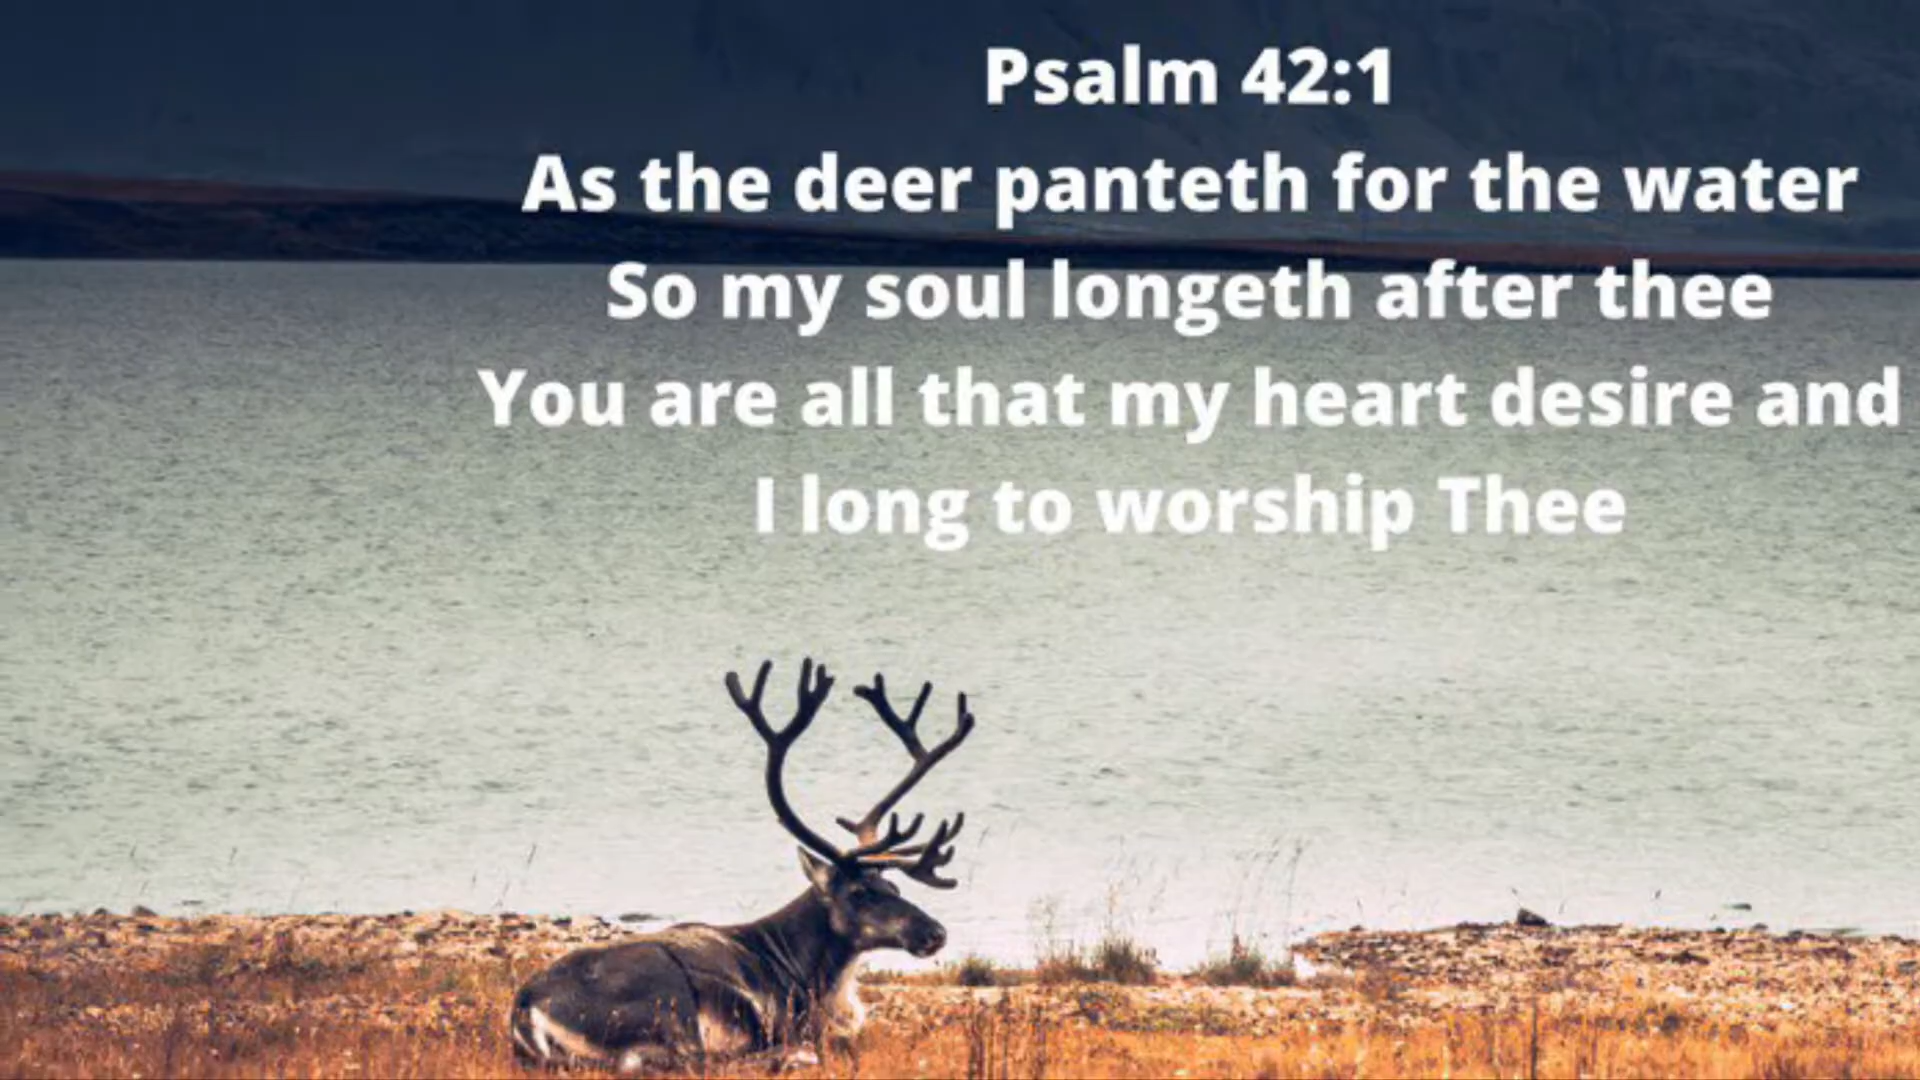 Psalm 42:1
As the deer panteth for the water
So my soul longeth after thee
You are all that my heart desire and
I long to worship Thee